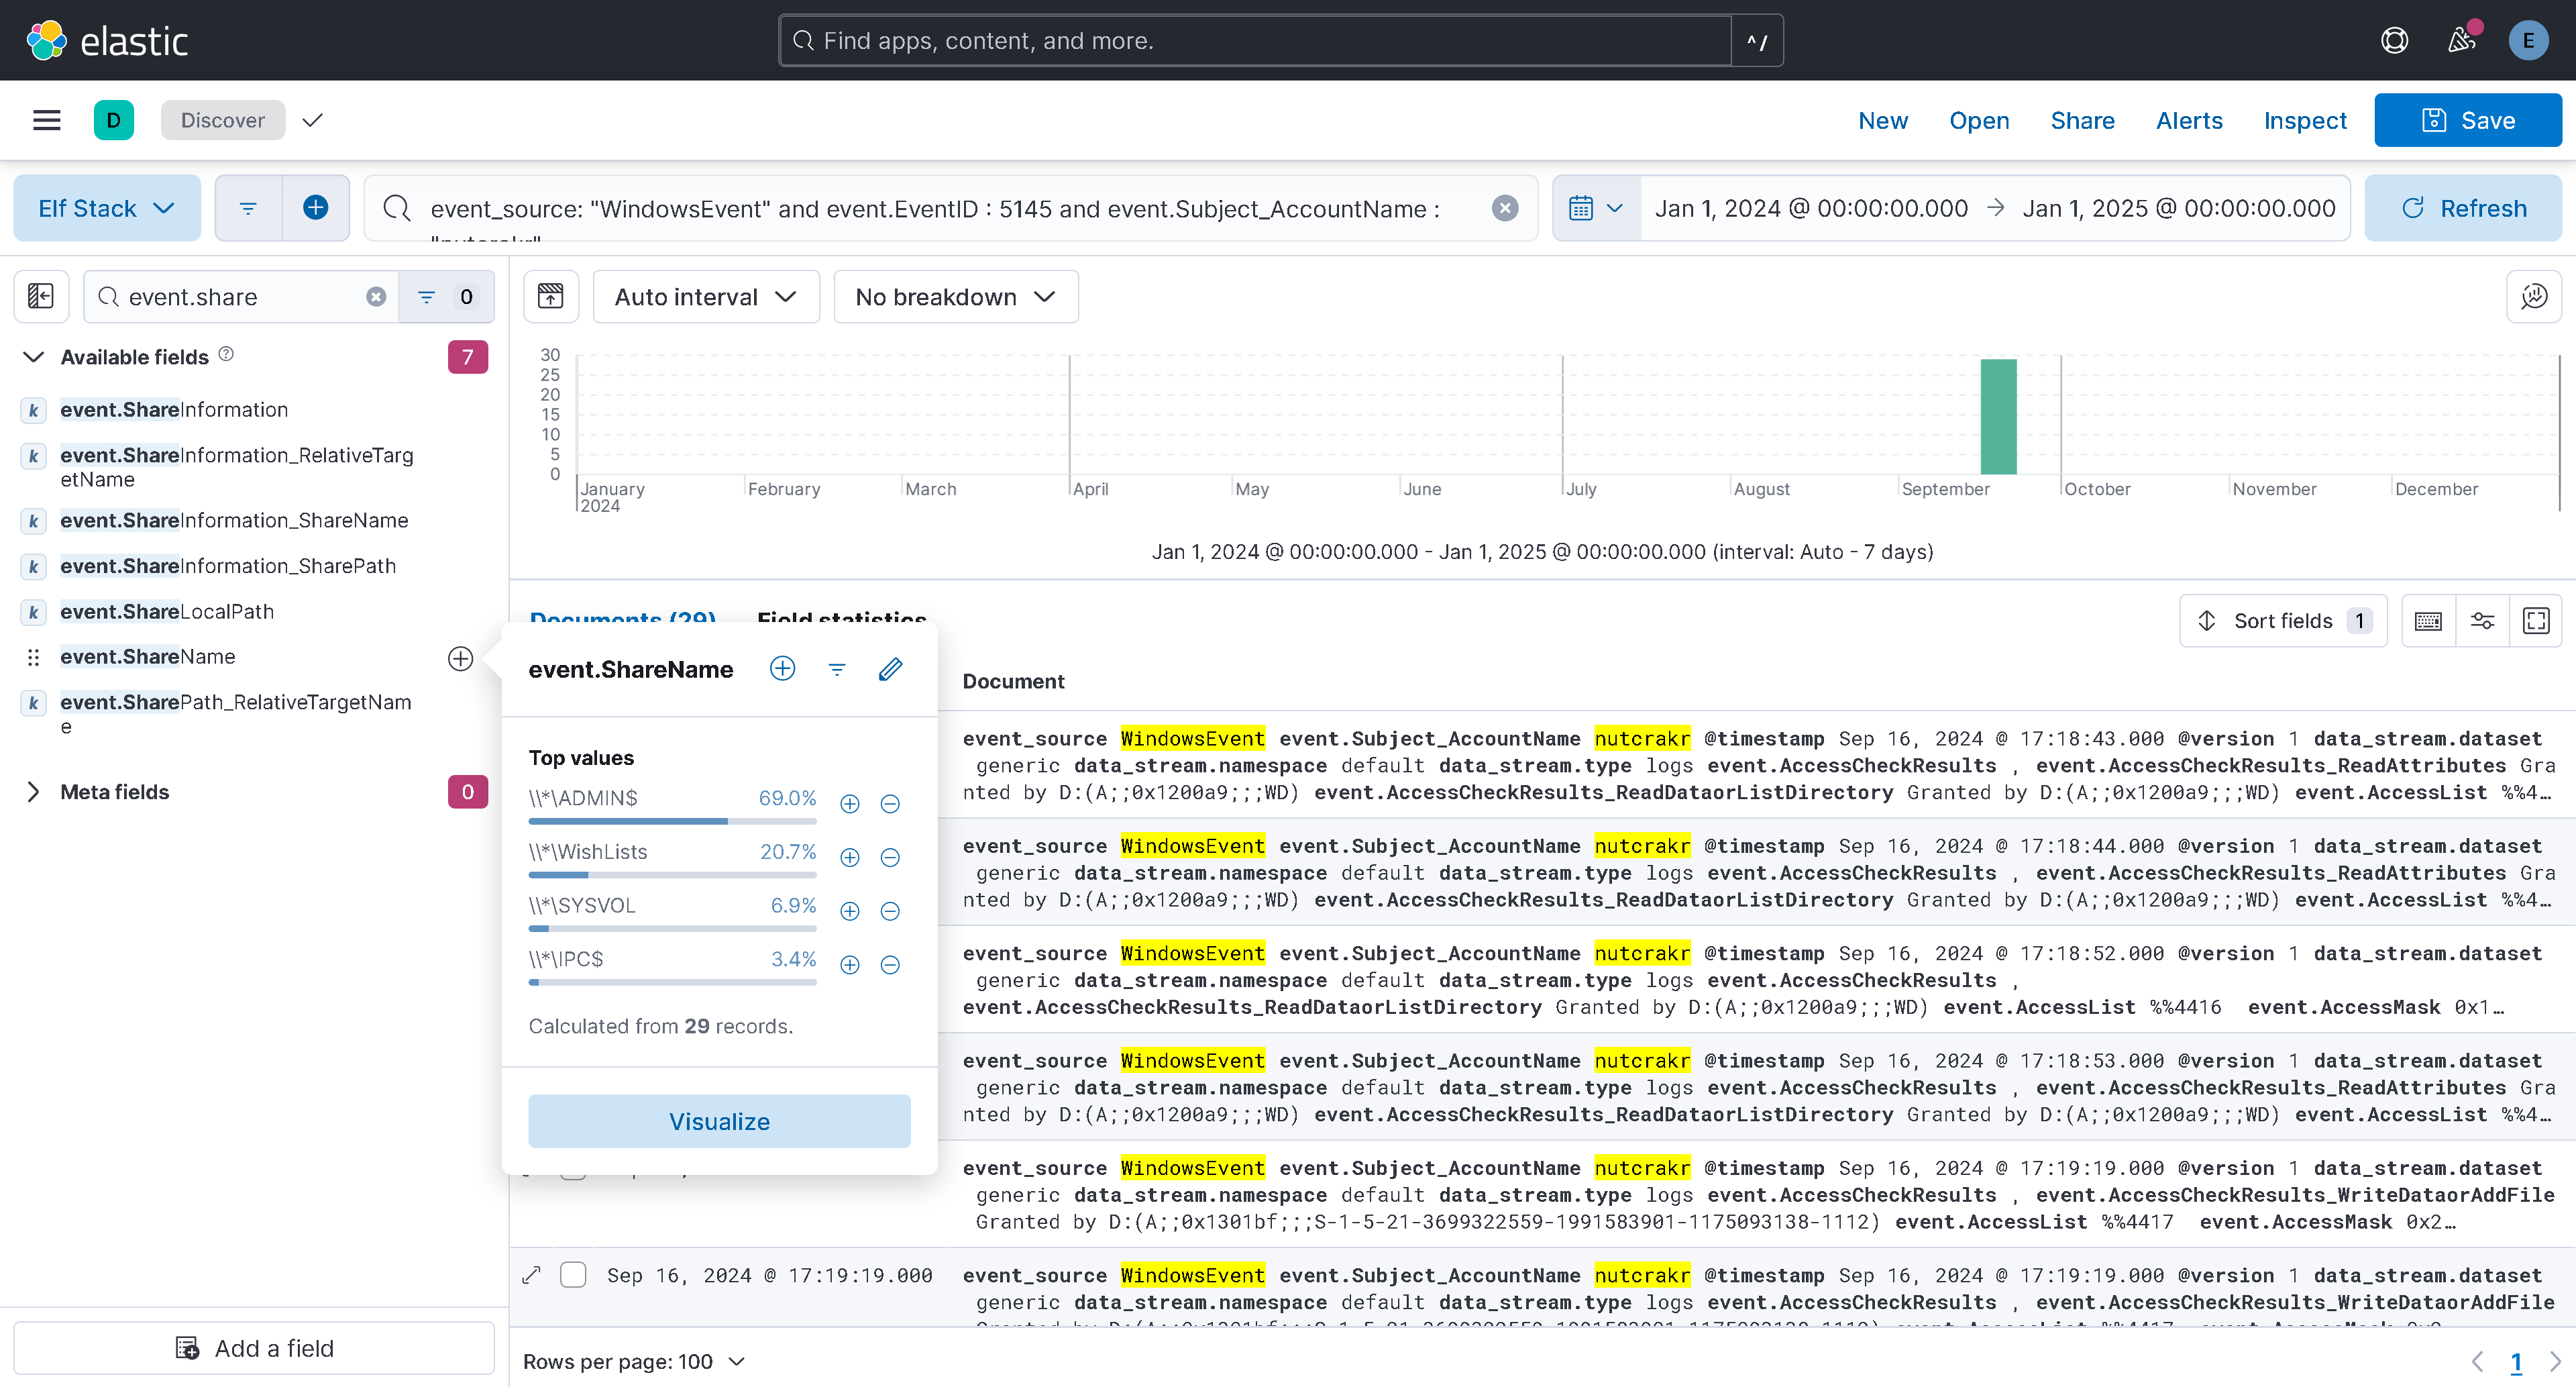 elastic
Find apps, content, and more.
^ /
E
D
Discover
New
Open
Share
Alerts
Inspect
Save
Elf Stack
event_source: "WindowsEvent" and event.EventID : 5145 and event.Subject_AccountName :
"nutcrakr"
Jan 1, 2024 @ 00:00:00.000 → Jan 1, 2025 @ 00:00:00.000
Refresh
event.share
0
Available fields
7
k event.ShareInformation
k event.ShareInformation_RelativeTarg
etName
k event.ShareInformation_ShareName
k event.ShareInformation_SharePath
k event.ShareLocalPath
event.ShareName
k event.SharePath_RelativeTargetNam
e
Meta fields
0
Add a field
Auto interval
No breakdown
30
25
20
15
10
5
0
January February March April May June July August September October November December
2024
Jan 1, 2024 @ 00:00:00.000 - Jan 1, 2025 @ 00:00:00.000 (interval: Auto - 7 days)
Documents (29)
Field statistics
Sort fields 1
event.ShareName
Top values
\\*\ADMIN$ 69.0%
\\*\WishLists 20.7%
\\*\SYSVOL 6.9%
\\*\IPC$ 3.4%
Calculated from 29 records.
Visualize
Document
event_source WindowsEvent event.Subject_AccountName nutcrakr @timestamp Sep 16, 2024 @ 17:18:43.000 @version 1 data_stream.dataset
generic data_stream.namespace default data_stream.type logs event.AccessCheckResults , event.AccessCheckResults_ReadAttributes Gra
nted by D:(A;;0x1200a9;;;WD) event.AccessCheckResults_ReadDataorListDirectory Granted by D:(A;;0x1200a9;;;WD) event.AccessList %%4…
event_source WindowsEvent event.Subject_AccountName nutcrakr @timestamp Sep 16, 2024 @ 17:18:44.000 @version 1 data_stream.dataset
generic data_stream.namespace default data_stream.type logs event.AccessCheckResults , event.AccessCheckResults_ReadAttributes Gra
nted by D:(A;;0x1200a9;;;WD) event.AccessCheckResults_ReadDataorListDirectory Granted by D:(A;;0x1200a9;;;WD) event.AccessList %%4…
event_source WindowsEvent event.Subject_AccountName nutcrakr @timestamp Sep 16, 2024 @ 17:18:52.000 @version 1 data_stream.dataset
generic data_stream.namespace default data_stream.type logs event.AccessCheckResults ,
event.AccessCheckResults_ReadDataorListDirectory Granted by D:(A;;0x1200a9;;;WD) event.AccessList %%4416 event.AccessMask 0x1…
event_source WindowsEvent event.Subject_AccountName nutcrakr @timestamp Sep 16, 2024 @ 17:18:53.000 @version 1 data_stream.dataset
generic data_stream.namespace default data_stream.type logs event.AccessCheckResults , event.AccessCheckResults_ReadAttributes Gra
nted by D:(A;;0x1200a9;;;WD) event.AccessCheckResults_ReadDataorListDirectory Granted by D:(A;;0x1200a9;;;WD) event.AccessList %%4…
event_source WindowsEvent event.Subject_AccountName nutcrakr @timestamp Sep 16, 2024 @ 17:19:19.000 @version 1 data_stream.dataset
generic data_stream.namespace default data_stream.type logs event.AccessCheckResults , event.AccessCheckResults_WriteDataorAddFile
Granted by D:(A;;0x1301bf;;;S-1-5-21-3699322559-1991583901-1175093138-1112) event.AccessList %%4417 event.AccessMask 0x2…
Sep 16, 2024 @ 17:19:19.000
event_source WindowsEvent event.Subject_AccountName nutcrakr @timestamp Sep 16, 2024 @ 17:19:19.000 @version 1 data_stream.dataset
generic data_stream.namespace default data_stream.type logs event.AccessCheckResults , event.AccessCheckResults_WriteDataorAddFile
Rows per page: 100
1